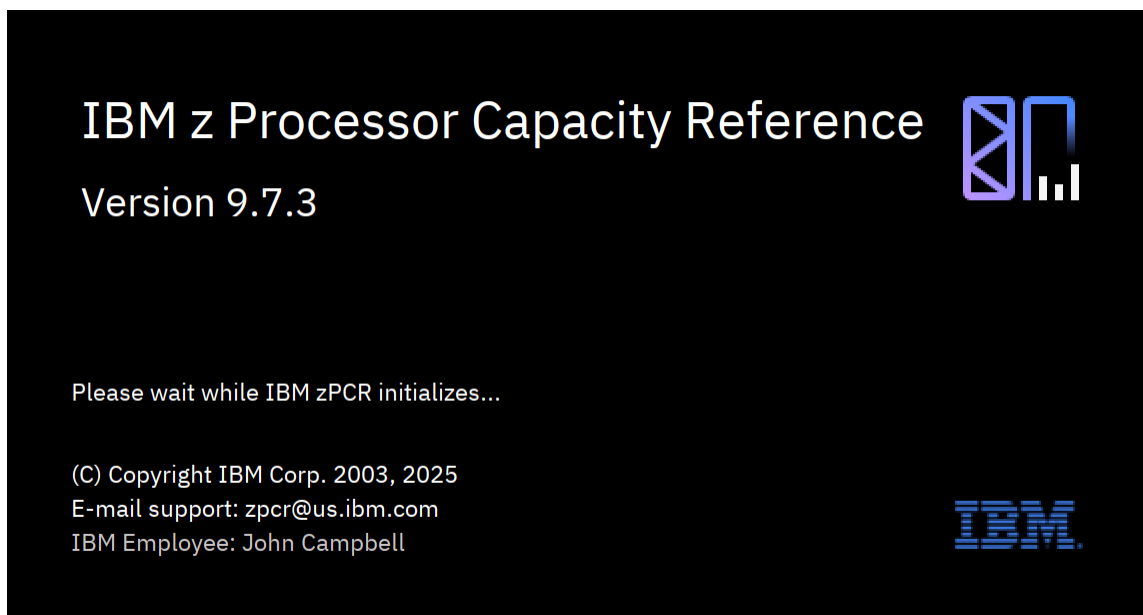 IBM z Processor Capacity Reference
Version 9.7.3
Please wait while IBM zPCR initializes...
(C) Copyright IBM Corp. 2003, 2025
E-mail support: zpcr@us.ibm.com
IBM Employee: John Campbell
IBM.